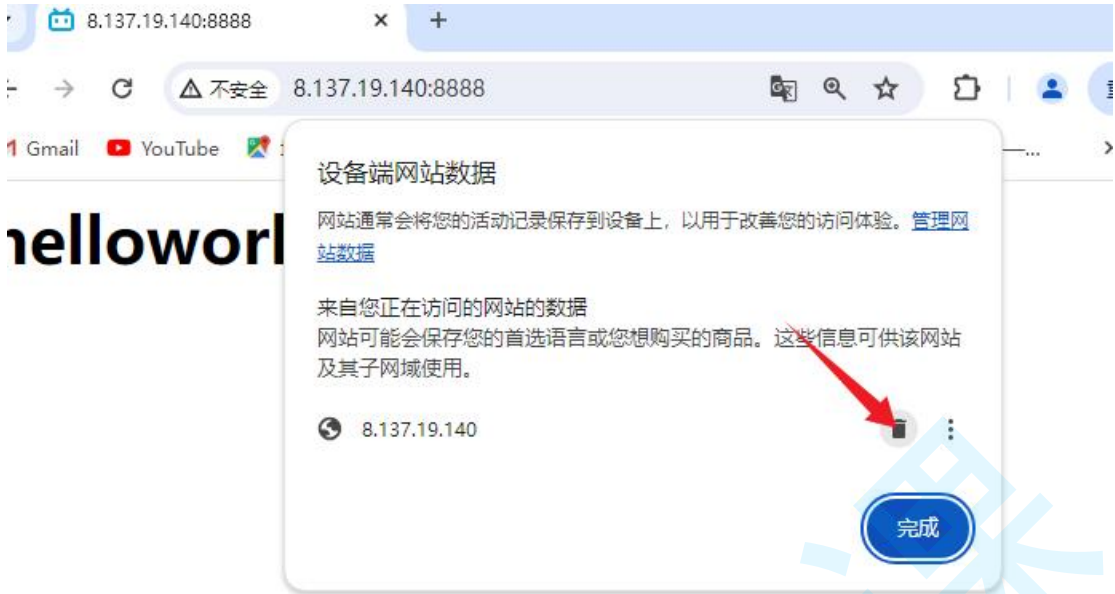 8.137.19.140:8888
不安全 8.137.19.140:8888
Gmail YouTube
设备端网站数据
网站通常会将您的活动记录保存到设备上，以用于改善您的访问体验。管理网
站数据
helloworl
来自您正在访问的网站的数据
网站可能会保存您的首选语言或您想购买的商品。这些信息可供该网站
及其子网域使用。
8.137.19.140
完成